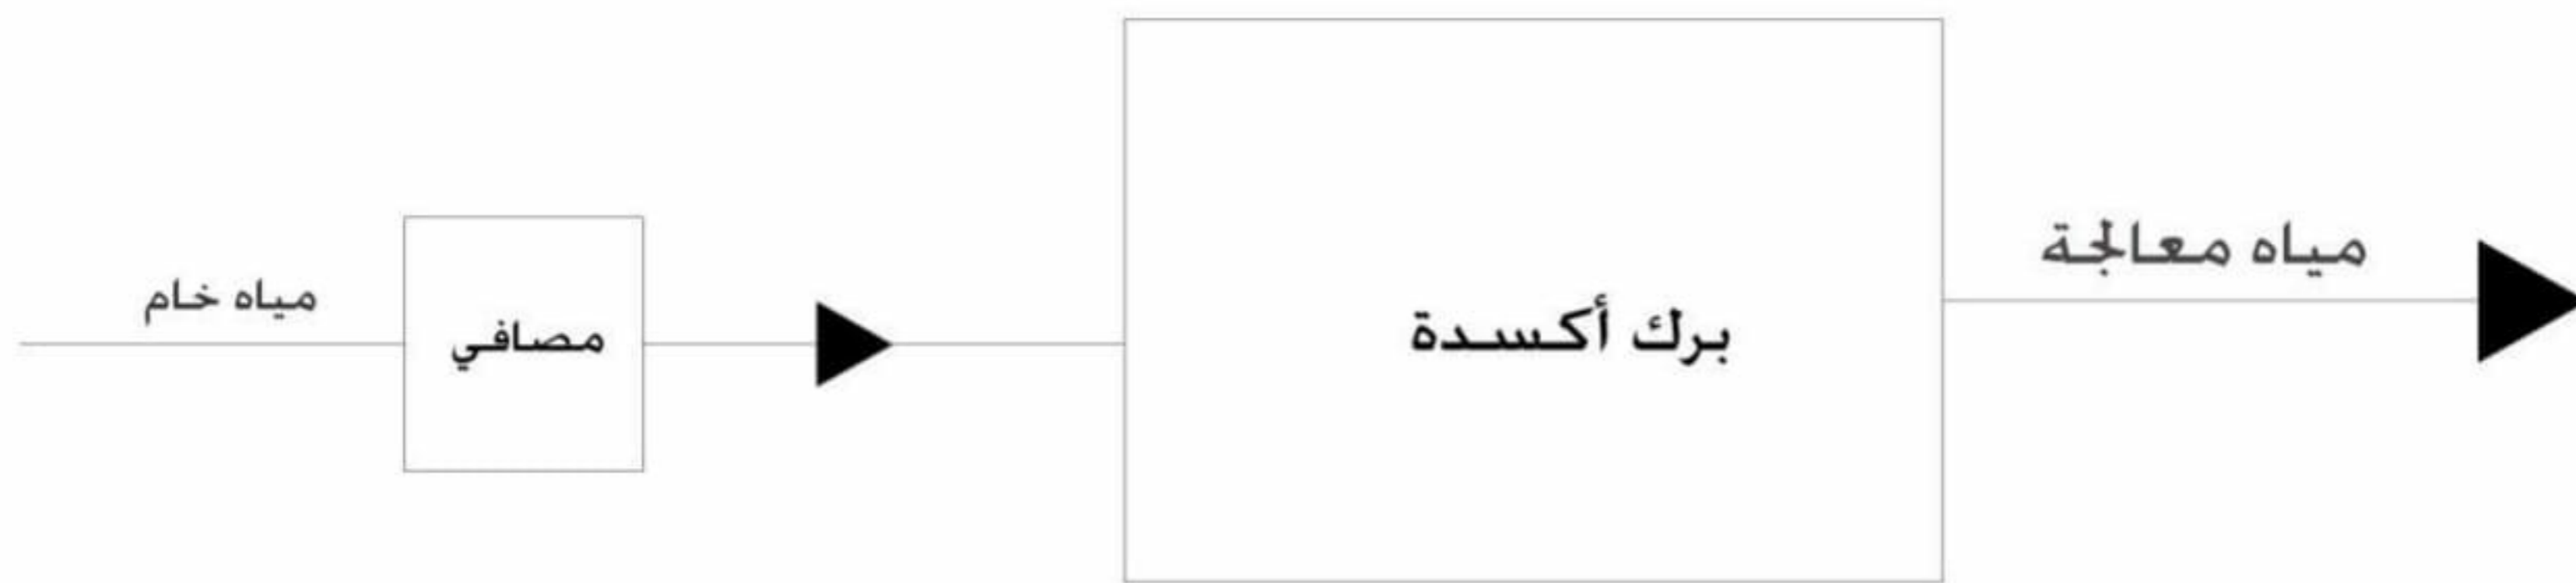 مياه خام
مصافي
برك أكسدة
مياه معالجة